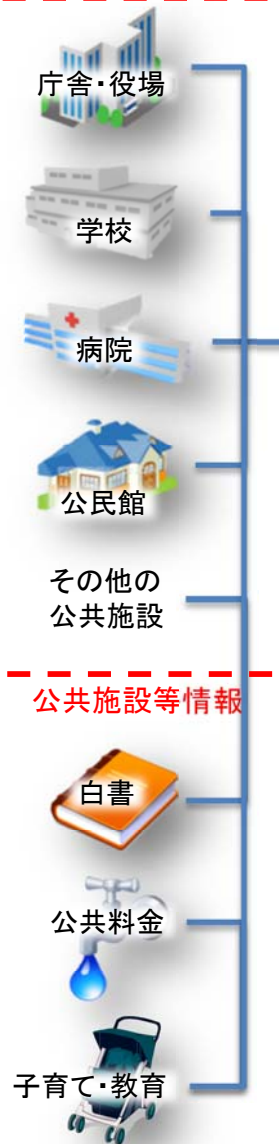 庁舎・役場
学校
病院
公民館
その他の
公共施設
公共施設等情報
白書
公共料金
子育て・教育